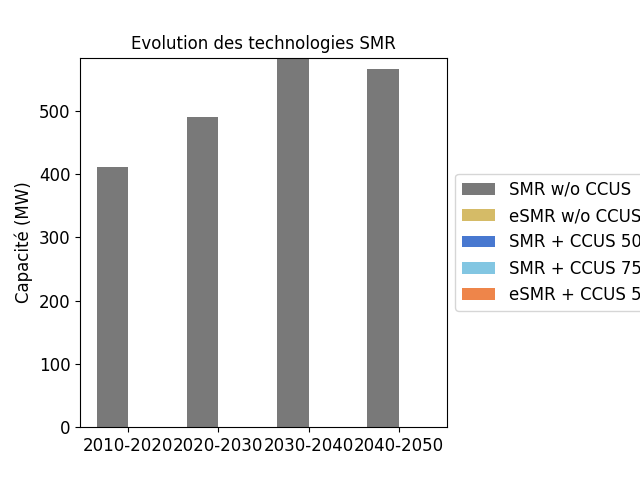 Evolution des technologies SMR
Capacité (MW)
500
400
300
200
100
0
2010-2020 2020-2030 2030-2040 2040-2050
SMR w/o CCUS
eSMR w/o CCUS
SMR + CCUS 50
SMR + CCUS 75
eSMR + CCUS 5